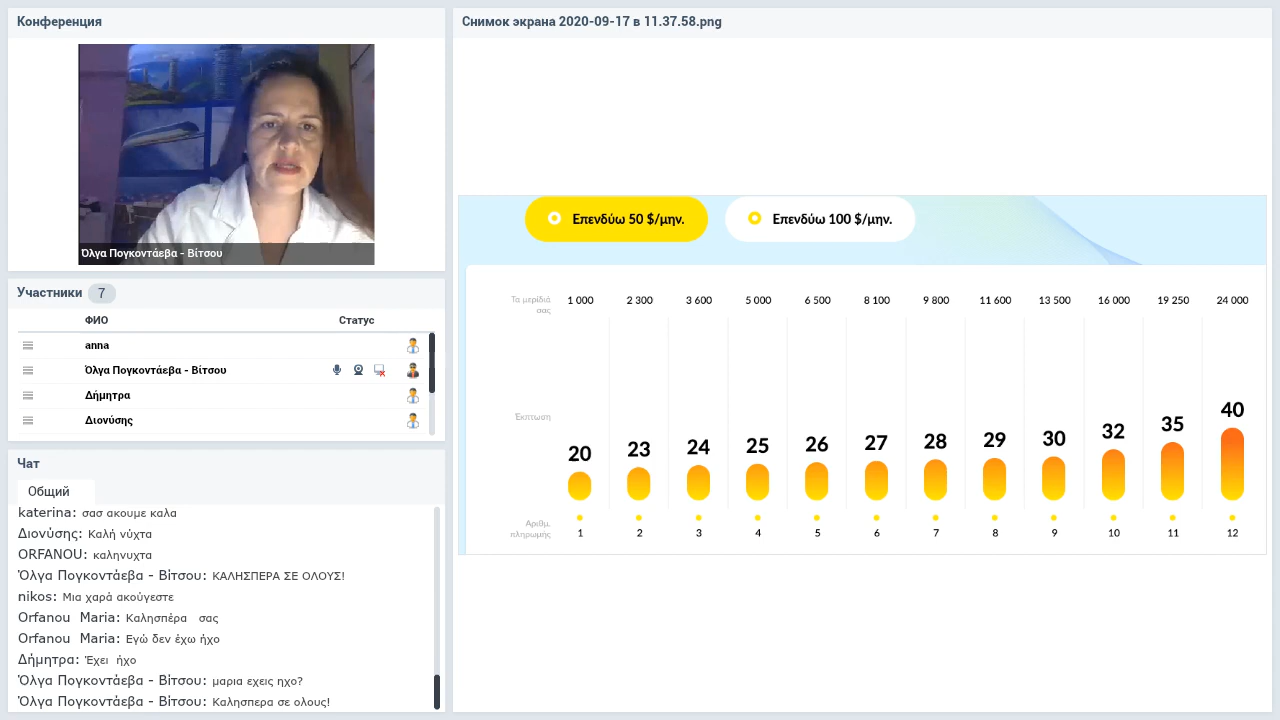 Конференция
Όλγα Πογκοντάεβα - Βίτσου
Участники 7
ФИО Статус
anna
Όλγα Πογκοντάεβα - Βίτσου
Δήμητρα
Διονύσης
Чат
Общий
katerina: σασ ακουμε καλα
Διονύσης: Καλή νύχτα
ORFANOU: καληνυχτα
Όλγα Πογκοντάεβα - Βίτσου: ΚΑΛΗΣΠΕΡΑ ΣΕ ΟΛΟΥΣ!
nikos: Μια χαρά ακούγεστε
Orfanou Maria: Καλησπέρα σας
Orfanou Maria: Εγώ δεν έχω ήχο
Δήμητρα: Έχει ήχο
Όλγα Πογκοντάεβα - Βίτσου: μαρια εχεις ηχο?
Όλγα Πογκοντάεβα - Βίτσου: Καλησπερα σε ολους!
Снимок экрана 2020-09-17 в 11.37.58.png
Επενδύω 50 $/μην. Επενδύω 100 $/μην.
Τα μερίδιά
σας
1 000 2 300 3 600 5 000 6 500 8 100 9 800 11 600 13 500 16 000 19 250 24 000
Έκπτωση
20 23 24 25 26 27 28 29 30 32 35 40
Αριθμ.
πληρωμής
1 2 3 4 5 6 7 8 9 10 11 12